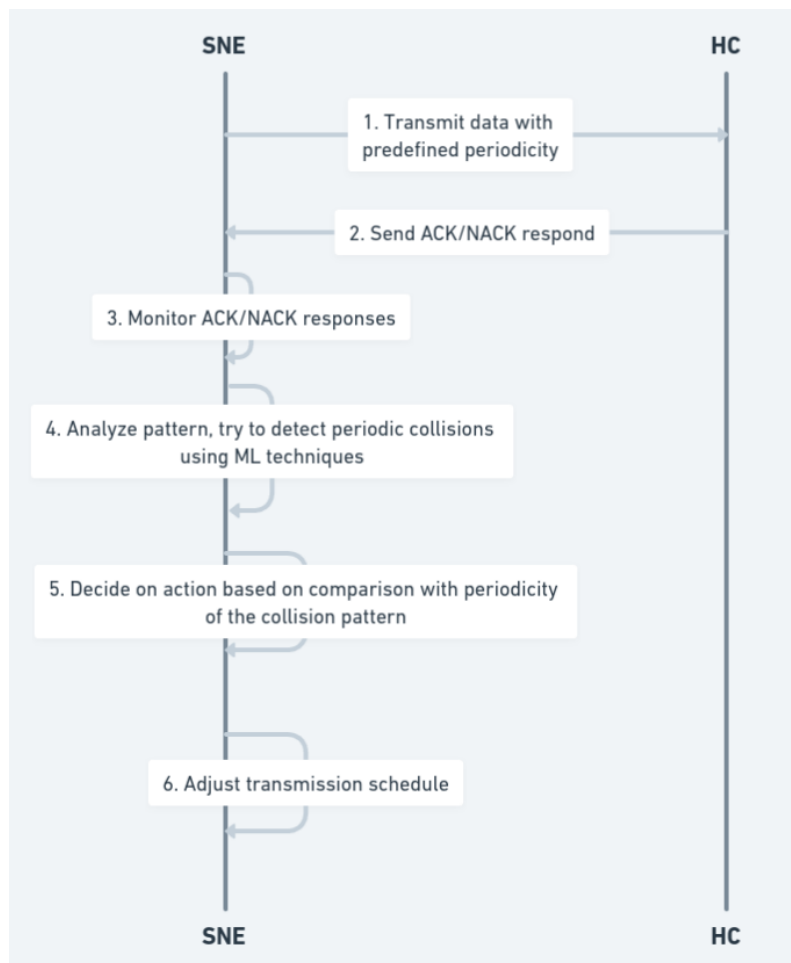 SNE
HC
1. Transmit data with
predefined periodicity
2. Send ACK/NACK respond
3. Monitor ACK/NACK responses
4. Analyze pattern, try to detect periodic collisions
using ML techniques
5. Decide on action based on comparison with periodicity
of the collision pattern
6. Adjust transmission schedule
SNE
HC